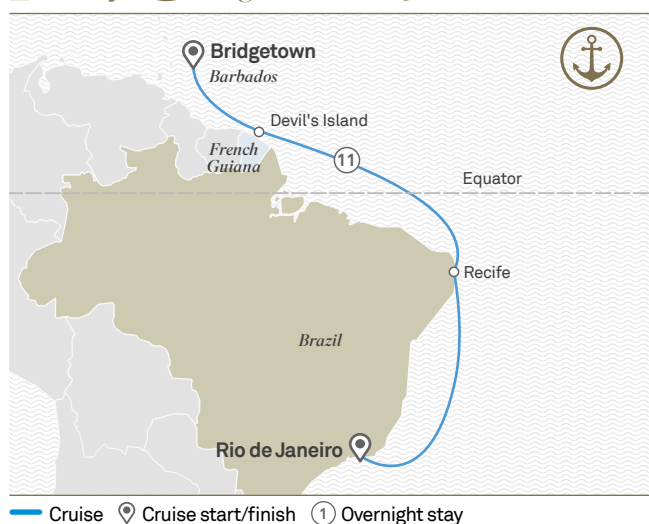 Bridgetown
Barbados
Devil's Island
French
Guiana
11
Equator
Recife
Brazil
Rio de Janeiro
Cruise
Cruise start/finish
1 Overnight stay